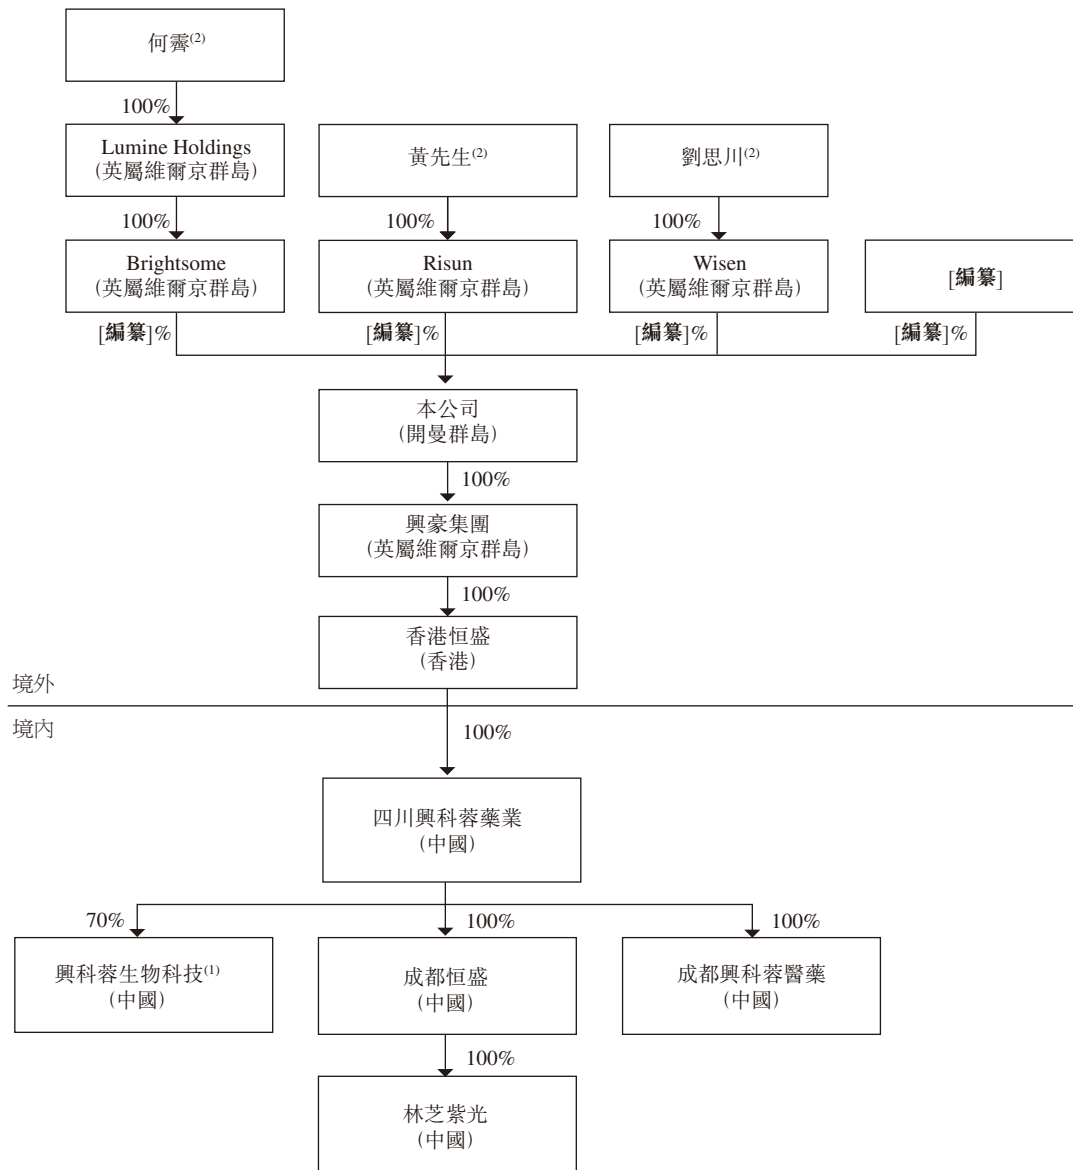 何霽(2)
100%
Lumine Holdings
(英屬維爾京群島)
黃先生(2)
劉思川(2)
100%
100%
100%
Brightsome
(英屬維爾京群島)
Risun
(英屬維爾京群島)
Wisen
(英屬維爾京群島)
[編纂]
[編纂]%
[編纂]%
[編纂]%
[編纂]%
本公司
(開曼群島)
100%
興豪集團
(英屬維爾京群島)
100%
香港恒盛
(香港)
境外
境內
100%
四川興科蓉藥業
(中國)
70%
100%
100%
興科蓉生物科技(1)
(中國)
成都恒盛
(中國)
成都興科蓉醫藥
(中國)
100%
林芝紫光
(中國)